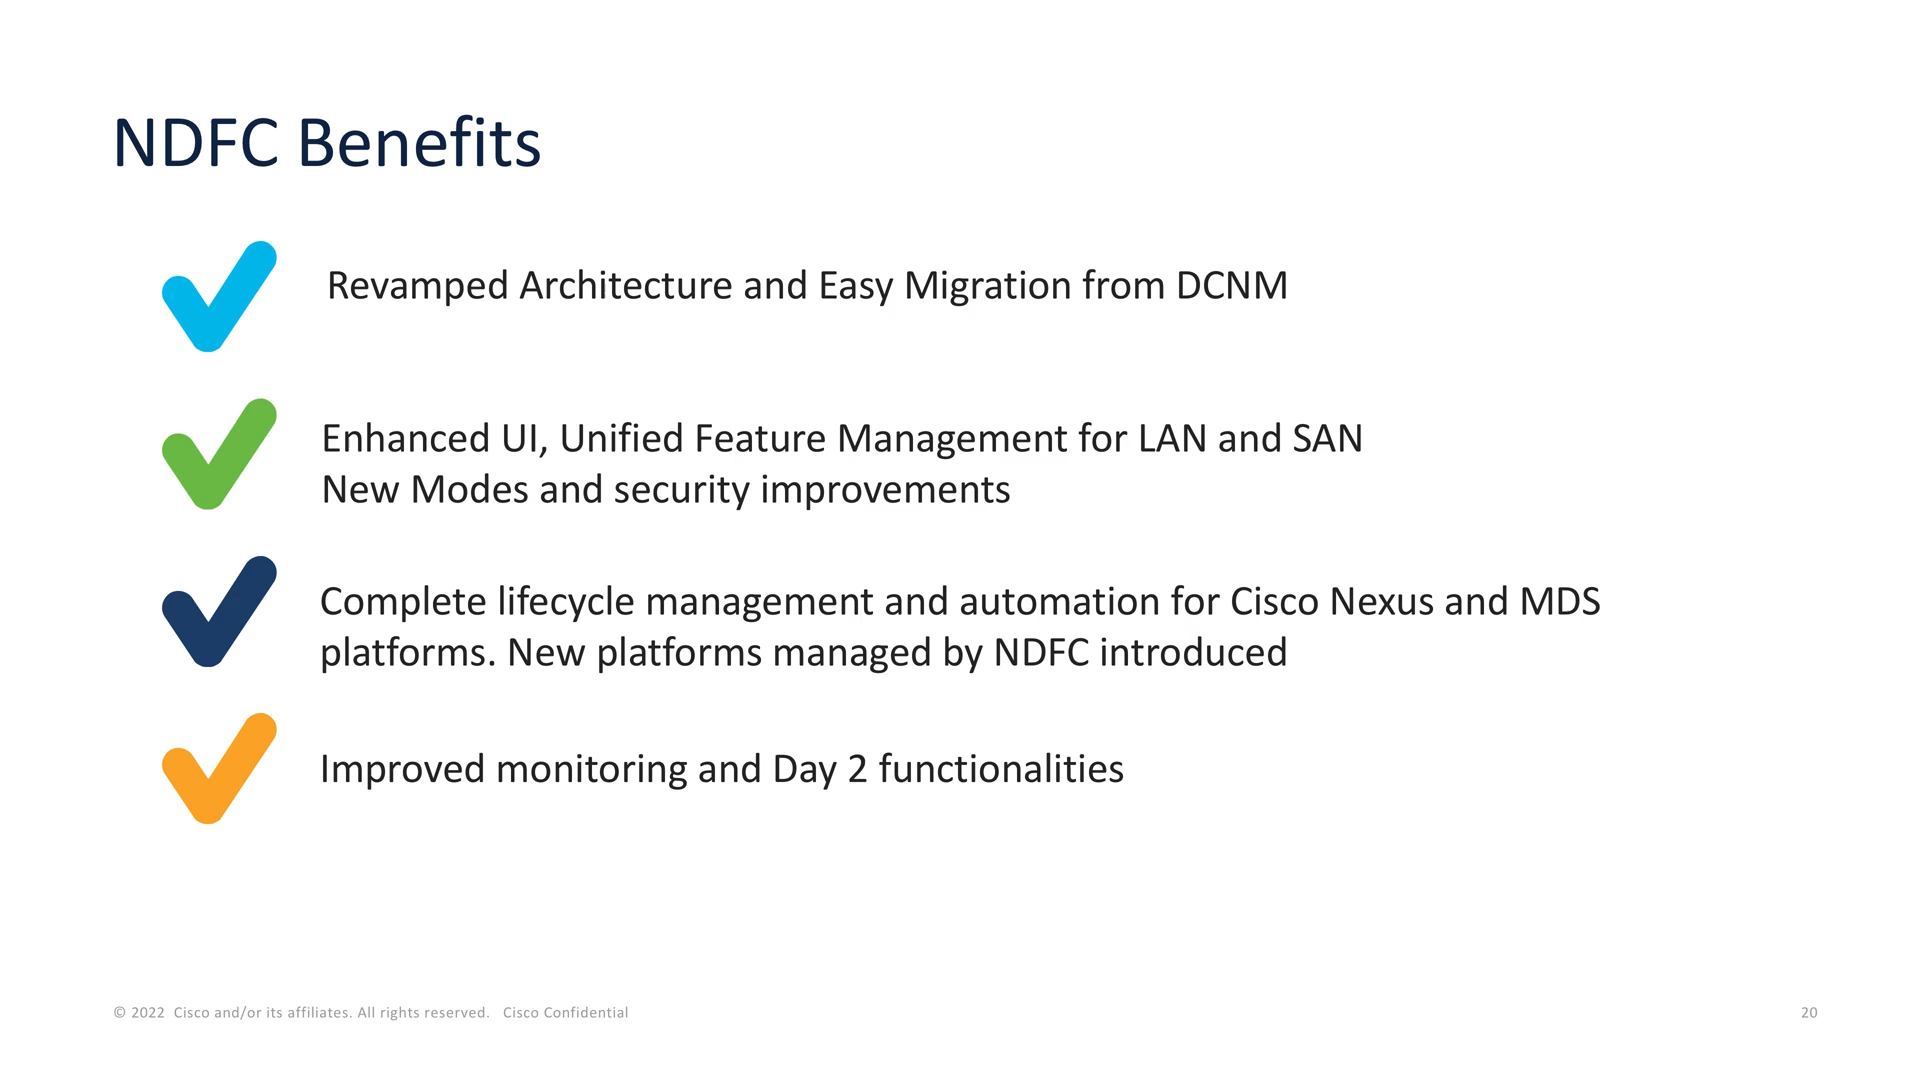 NDFC Benefits
Revamped Architecture and Easy Migration from DCNM
Enhanced UI, Unified Feature Management for LAN and SAN
New Modes and security improvements
Complete lifecycle management and automation for Cisco Nexus and MDS
platforms. New platforms managed by NDFC introduced
Improved monitoring and Day 2 functionalities
© 2022 Cisco and/or its affiliates. All rights reserved. Cisco Confidential
20